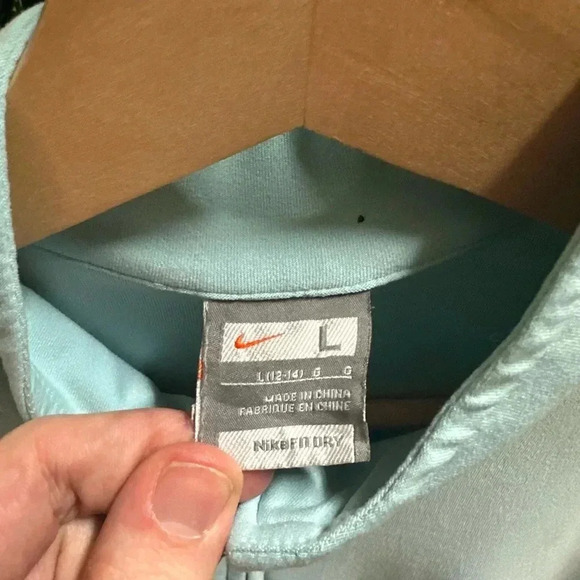 L
L(12-14) G G
MADE IN CHINA
FABRIQUE EN CHINE
NIKEFIT DRY